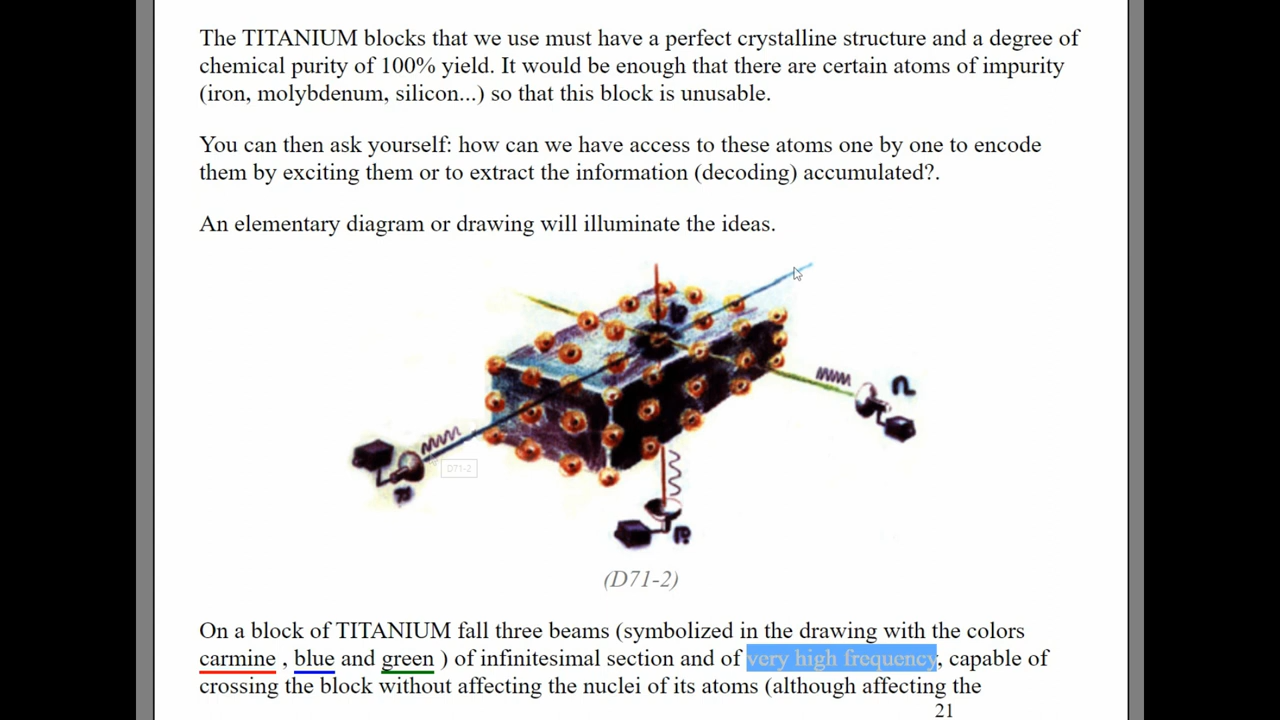 The TITANIUM blocks that we use must have a perfect crystalline structure and a degree of
chemical purity of 100% yield. It would be enough that there are certain atoms of impurity
(iron, molybdenum, silicon...) so that this block is unusable.
You can then ask yourself: how can we have access to these atoms one by one to encode
them by exciting them or to extract the information (decoding) accumulated?.
An elementary diagram or drawing will illuminate the ideas.
D71-2
(D71-2)
On a block of TITANIUM fall three beams (symbolized in the drawing with the colors
carmine , blue and green ) of infinitesimal section and of very high frequency, capable of
crossing the block without affecting the nuclei of its atoms (although affecting the
21